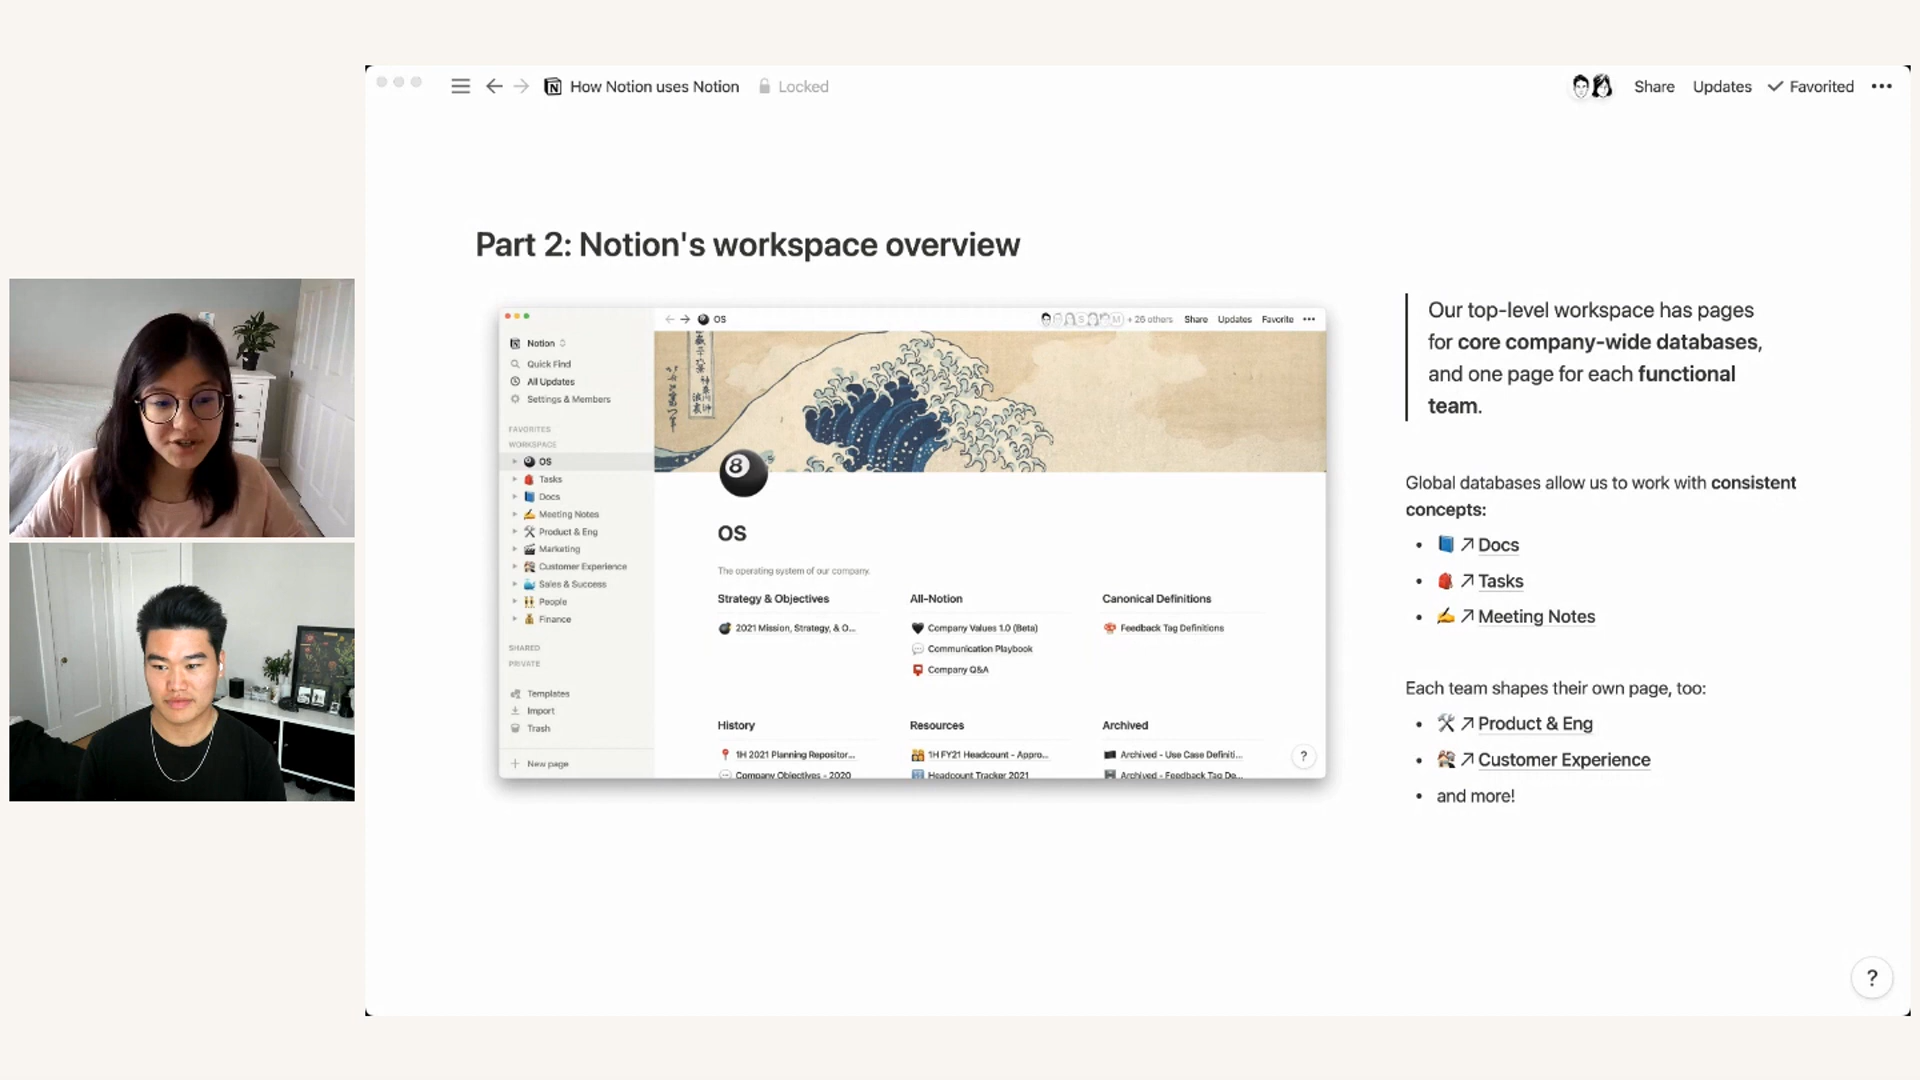 How Notion uses Notion Locked
Share Updates Favorited
Part 2: Notion's workspace overview
OS
+ 26 others Share Updates Favorite
Notion
Quick Find
All Updates
Settings & Members
FAVORITES
WORKSPACE
OS
Tasks
Docs
Meeting Notes
Product & Eng
Marketing
Customer Experience
Sales & Success
People
Finance
SHARED
PRIVATE
Templates
Import
Trash
New page
8
OS
The operating system of our company.
Strategy & Objectives
2021 Mission, Strategy, & O...
All-Notion
Company Values 1.0 (Beta)
Communication Playbook
Company Q&A
Canonical Definitions
Feedback Tag Definitions
History
1H 2021 Planning Repositor...
Company Objectives - 2020
Resources
1H FY21 Headcount - Appro...
Headcount Tracker 2021
Archived
Archived - Use Case Definiti...
Archived - Feedback Tag De...
?
Our top-level workspace has pages
for core company-wide databases,
and one page for each functional
team.
Global databases allow us to work with consistent
concepts:
• Docs
• Tasks
• Meeting Notes
Each team shapes their own page, too:
• Product & Eng
• Customer Experience
• and more!
?